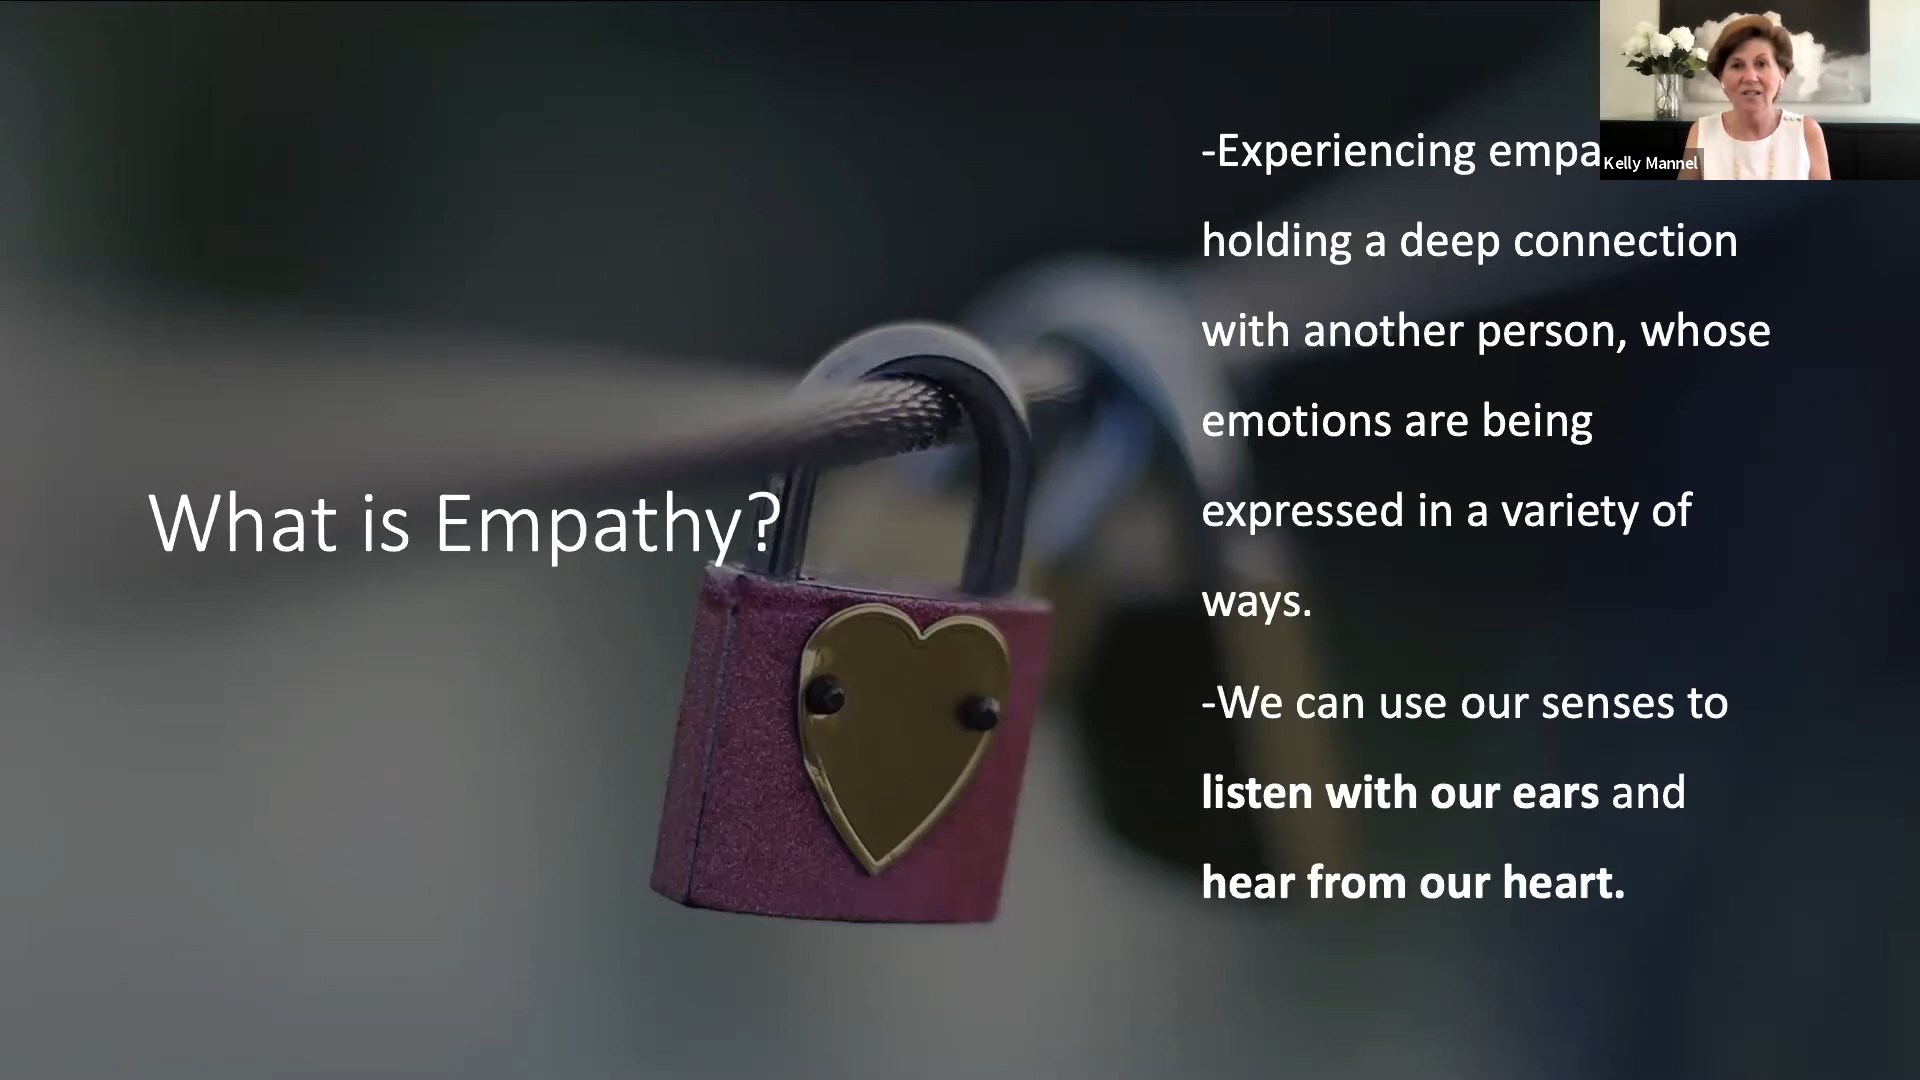 What is Empathy?
-Experiencing
holding a deep connection
with another person, whose
emotions are being
expressed in a variety of
ways.
-We can use our senses to
listen with our ears and
hear from our heart.
Kelly Mannel